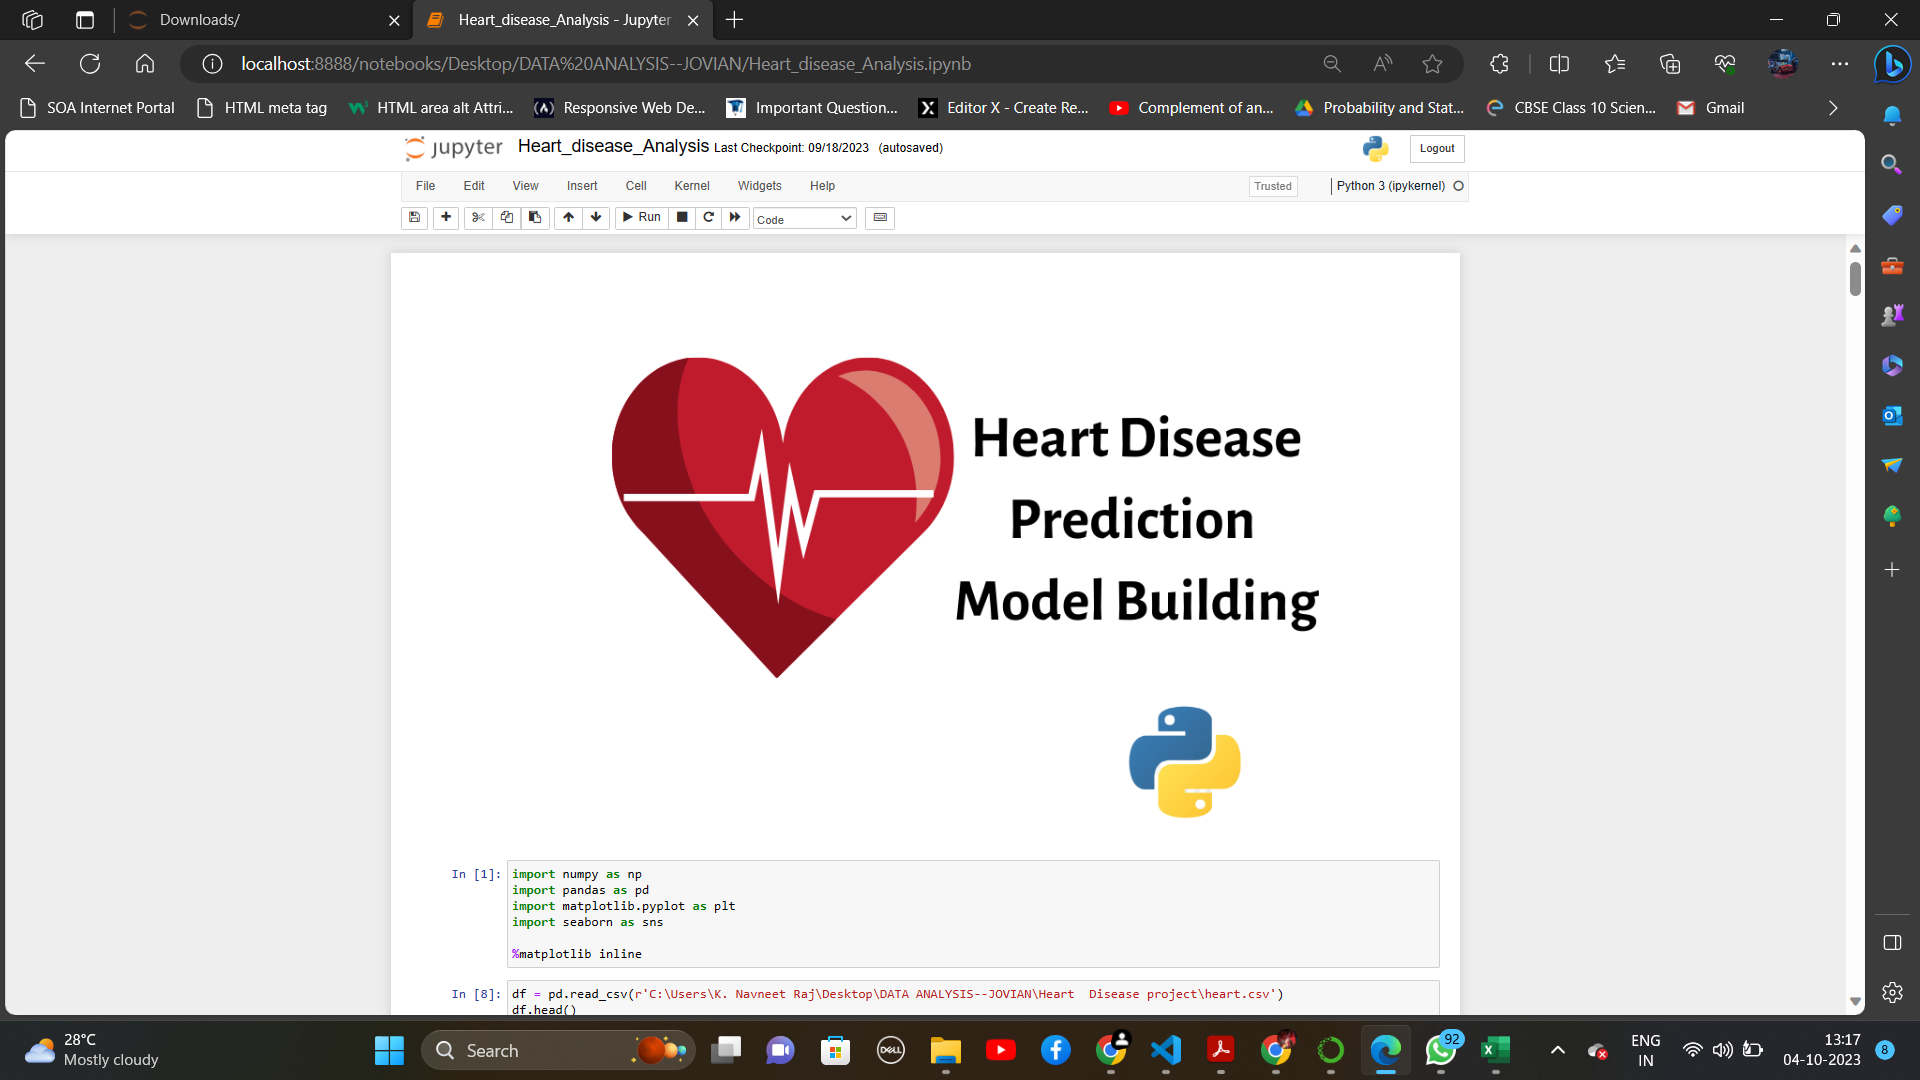 Downloads/
Heart_disease_Analysis - Jupyter
localhost:8888/notebooks/Desktop/DATA%20ANALYSIS--JOVIAN/Heart_disease_Analysis.ipynb
SOA Internet Portal
HTML meta tag
HTML area alt Attri...
Responsive Web De...
Important Question...
Editor X - Create Re...
Complement of an...
Probability and Stat...
CBSE Class 10 Scien...
Gmail
jupyter Heart_disease_Analysis Last Checkpoint: 09/18/2023 (autosaved)
Logout
File Edit View Insert Cell Kernel Widgets Help
Trusted
Python 3 (ipykernel)
Run
Code
Heart Disease
Prediction
Model Building
In [1]: import numpy as np
import pandas as pd
import matplotlib.pyplot as plt
import seaborn as sns
%matplotlib inline
In [8]: df = pd.read_csv(r'C:\Users\K. Navneet Raj\Desktop\DATA ANALYSIS--JOVIAN\Heart  Disease project\heart.csv')
df.head()
28°C
Mostly cloudy
Search
DELL
92
ENG
IN
13:17
04-10-2023
8